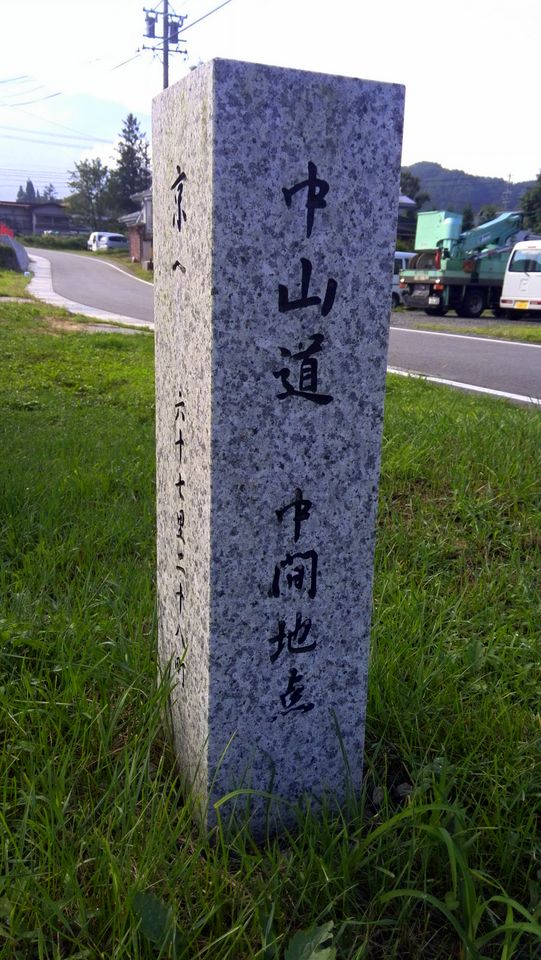 中山道 中間地点
京へ 六十七里二十八町